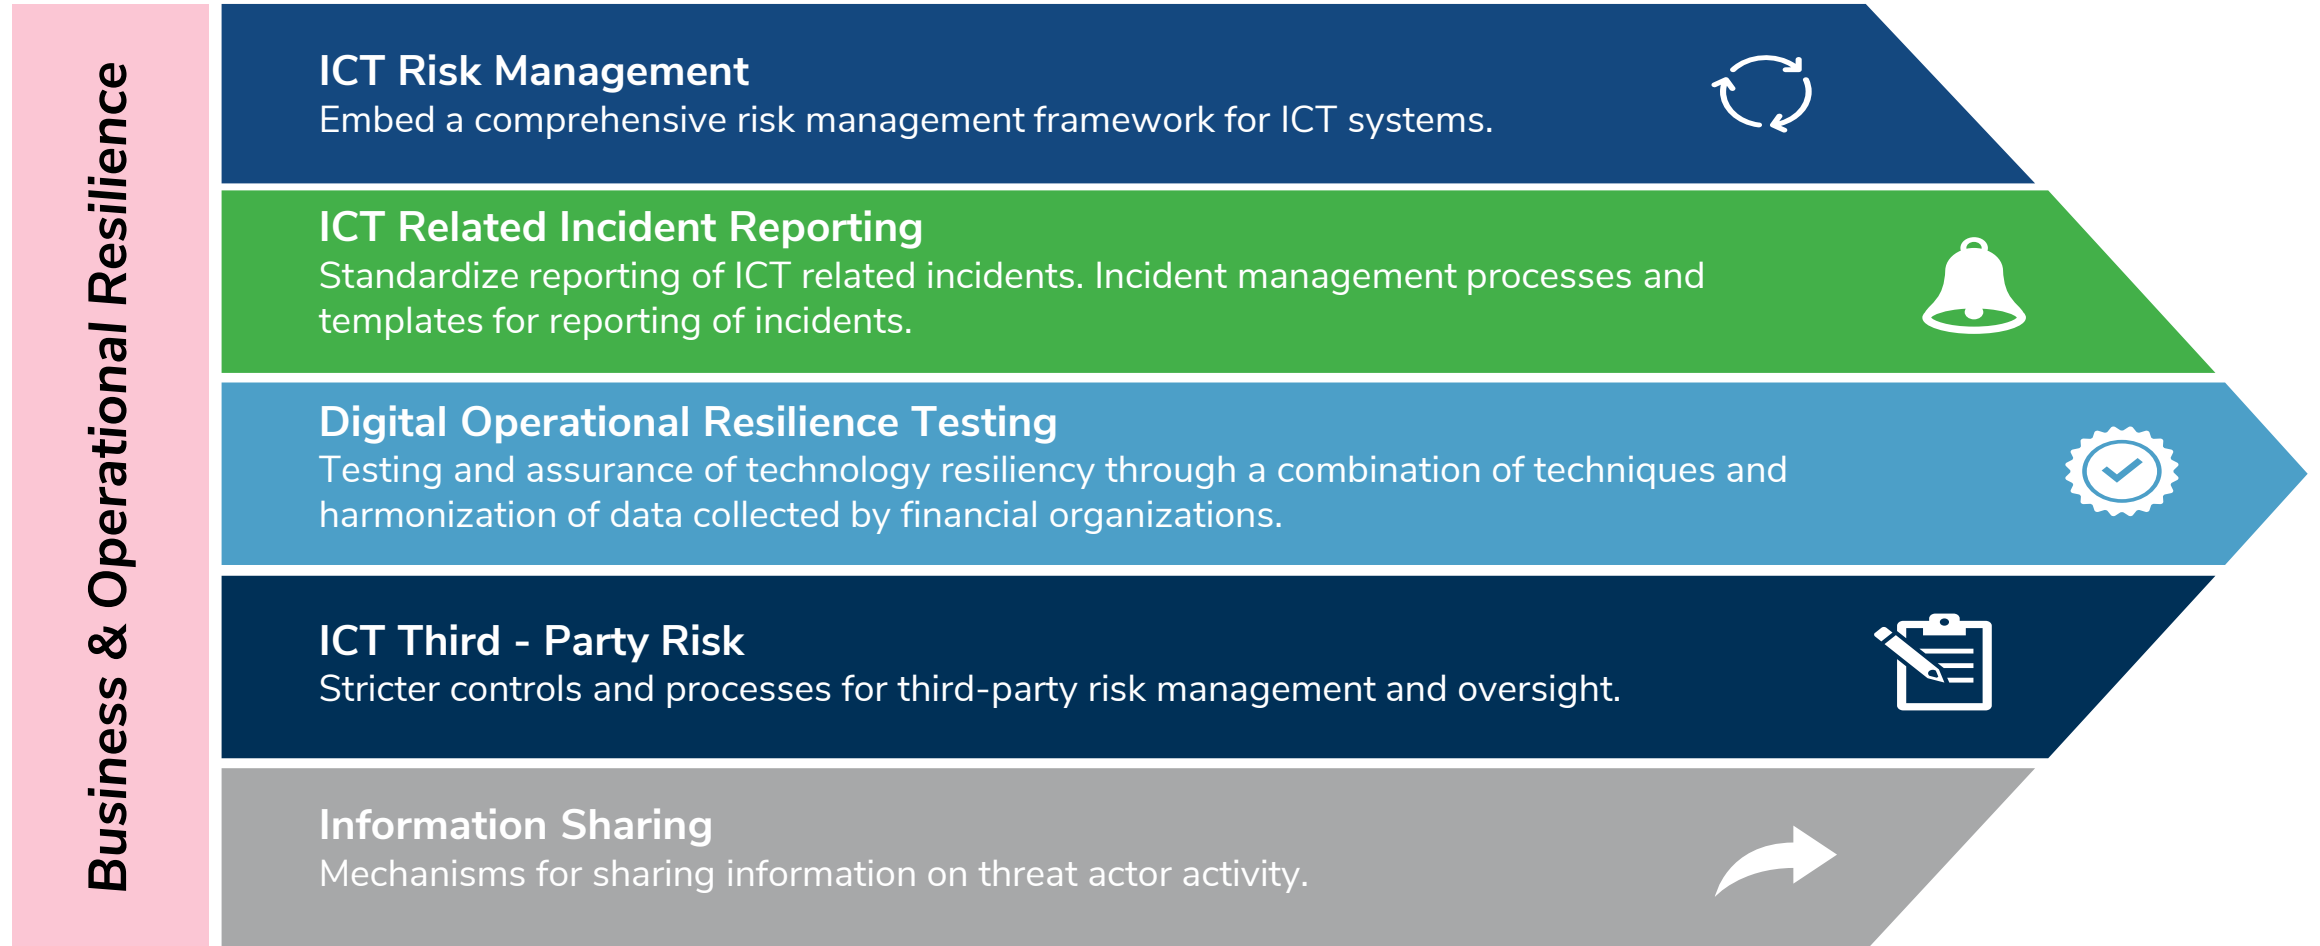 Business & Operational Resilience
ICT Risk Management
Embed a comprehensive risk management framework for ICT systems.
ICT Related Incident Reporting
Standardize reporting of ICT related incidents. Incident management processes and
templates for reporting of incidents.
Digital Operational Resilience Testing
Testing and assurance of technology resiliency through a combination of techniques and
harmonization of data collected by financial organizations.
ICT Third - Party Risk
Stricter controls and processes for third-party risk management and oversight.
Information Sharing
Mechanisms for sharing information on threat actor activity.